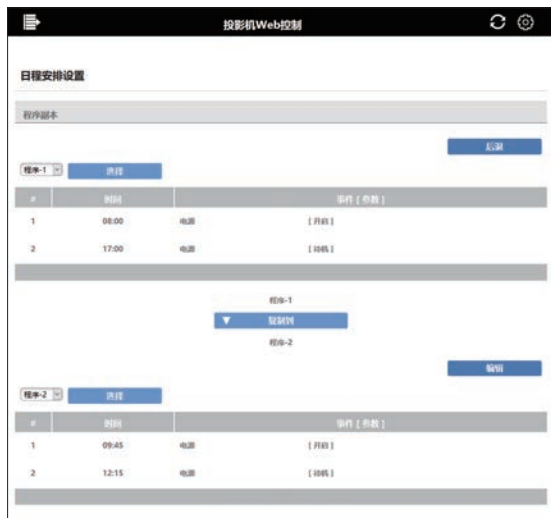 投影机Web控制
日程安排设置
程序副本
后退
程序-1 选择
# 时间 事件 [ 参数 ]
1 08:00 电源 [ 开启 ]
2 17:00 电源 [ 待机 ]
程序-1
▼ 复制到
程序-2
编辑
程序-2 选择
# 时间 事件 [ 参数 ]
1 09:45 电源 [ 开启 ]
2 12:15 电源 [ 待机 ]